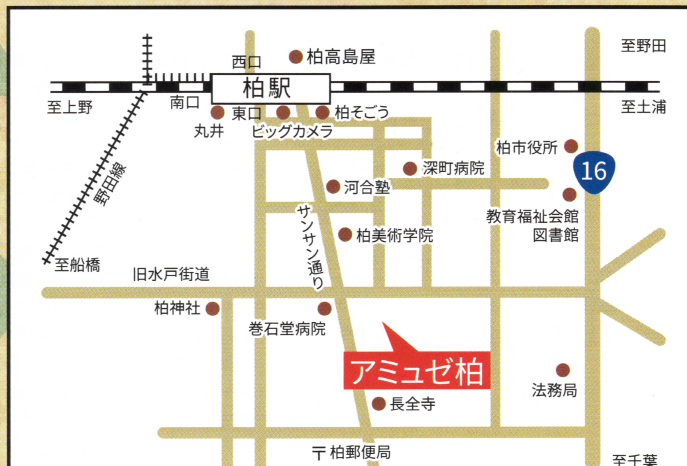 至野田
西口
柏高島屋
柏駅
至上野
南口
東口
至土浦
丸井
ビッグカメラ
柏そごう
柏市役所
16
深町病院
野田線
河合塾
教育福祉会館
図書館
サンサン通り
柏美術学院
至船橋
旧水戸街道
柏神社
巻石堂病院
アミュゼ柏
法務局
長全寺
〒柏郵便局
至千葉